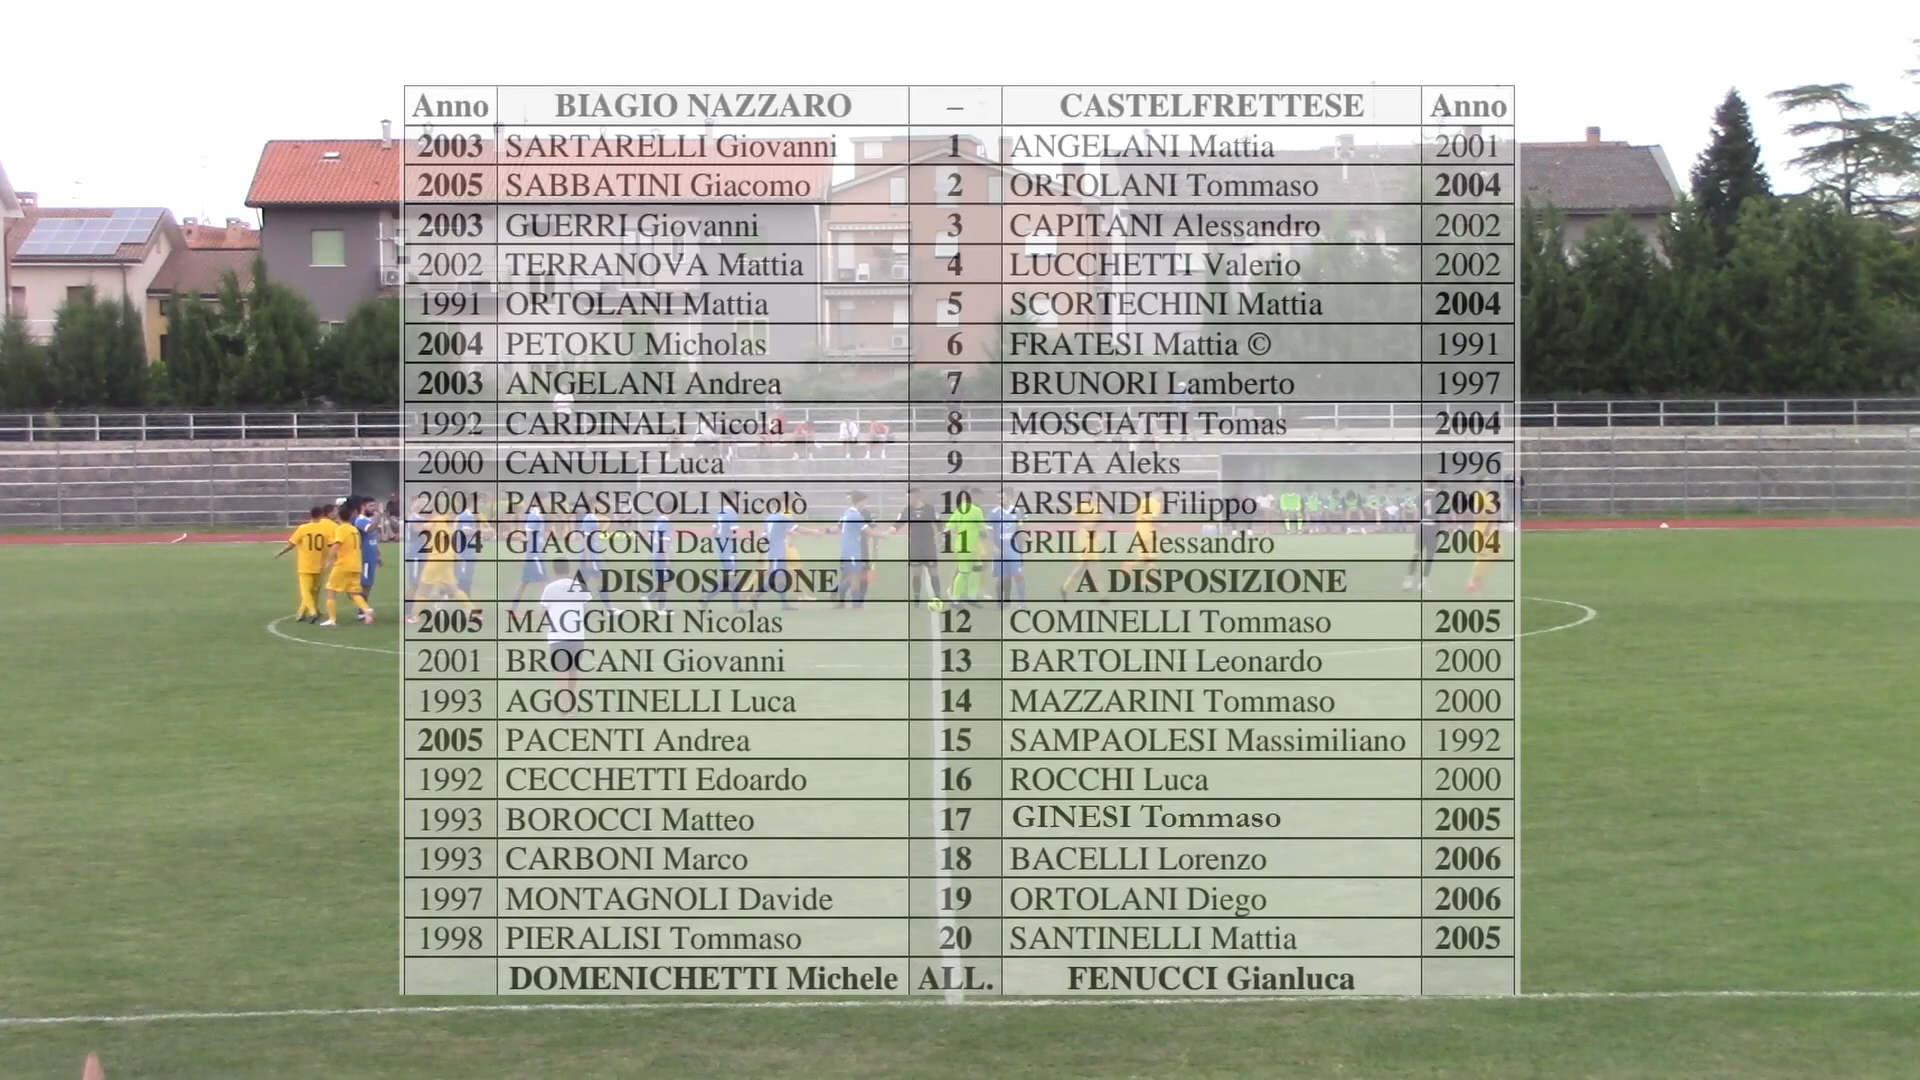 Anno BIAGIO NAZZARO – CASTELFRETTESE Anno
2003 SARTARELLI Giovanni 1 ANGELANI Mattia 2001
2005 SABBATINI Giacomo 2 ORTOLANI Tommaso 2004
2003 GUERRI Giovanni 3 CAPITANI Alessandro 2002
2002 TERRANOVA Mattia 4 LUCCHETTI Valerio 2002
1991 ORTOLANI Mattia 5 SCORTECHINI Mattia 2004
2004 PETOKU Micholas 6 FRATESI Mattia © 1991
2003 ANGELANI Andrea 7 BRUNORI Lamberto 1997
1992 CARDINALI Nicola 8 MOSCIATTI Tomas 2004
2000 CANULLI Luca 9 BETA Aleks 1996
2001 PARASECOLI Nicolò 10 ARSENDI Filippo 2003
2004 GIACCONI Davide 11 GRILLI Alessandro 2004
A DISPOSIZIONE A DISPOSIZIONE
2005 MAGGIORI Nicolas 12 COMINELLI Tommaso 2005
2001 BROCANI Giovanni 13 BARTOLINI Leonardo 2000
1993 AGOSTINELLI Luca 14 MAZZARINI Tommaso 2000
2005 PACENTI Andrea 15 SAMPAOLESI Massimiliano 1992
1992 CECCHETTI Edoardo 16 ROCCHI Luca 2000
1993 BOROCCI Matteo 17 GINESI Tommaso 2005
1993 CARBONI Marco 18 BACELLI Lorenzo 2006
1997 MONTAGNOLI Davide 19 ORTOLANI Diego 2006
1998 PIERALISI Tommaso 20 SANTINELLI Mattia 2005
DOMENICHETTI Michele ALL. FENUCCI Gianluca
10